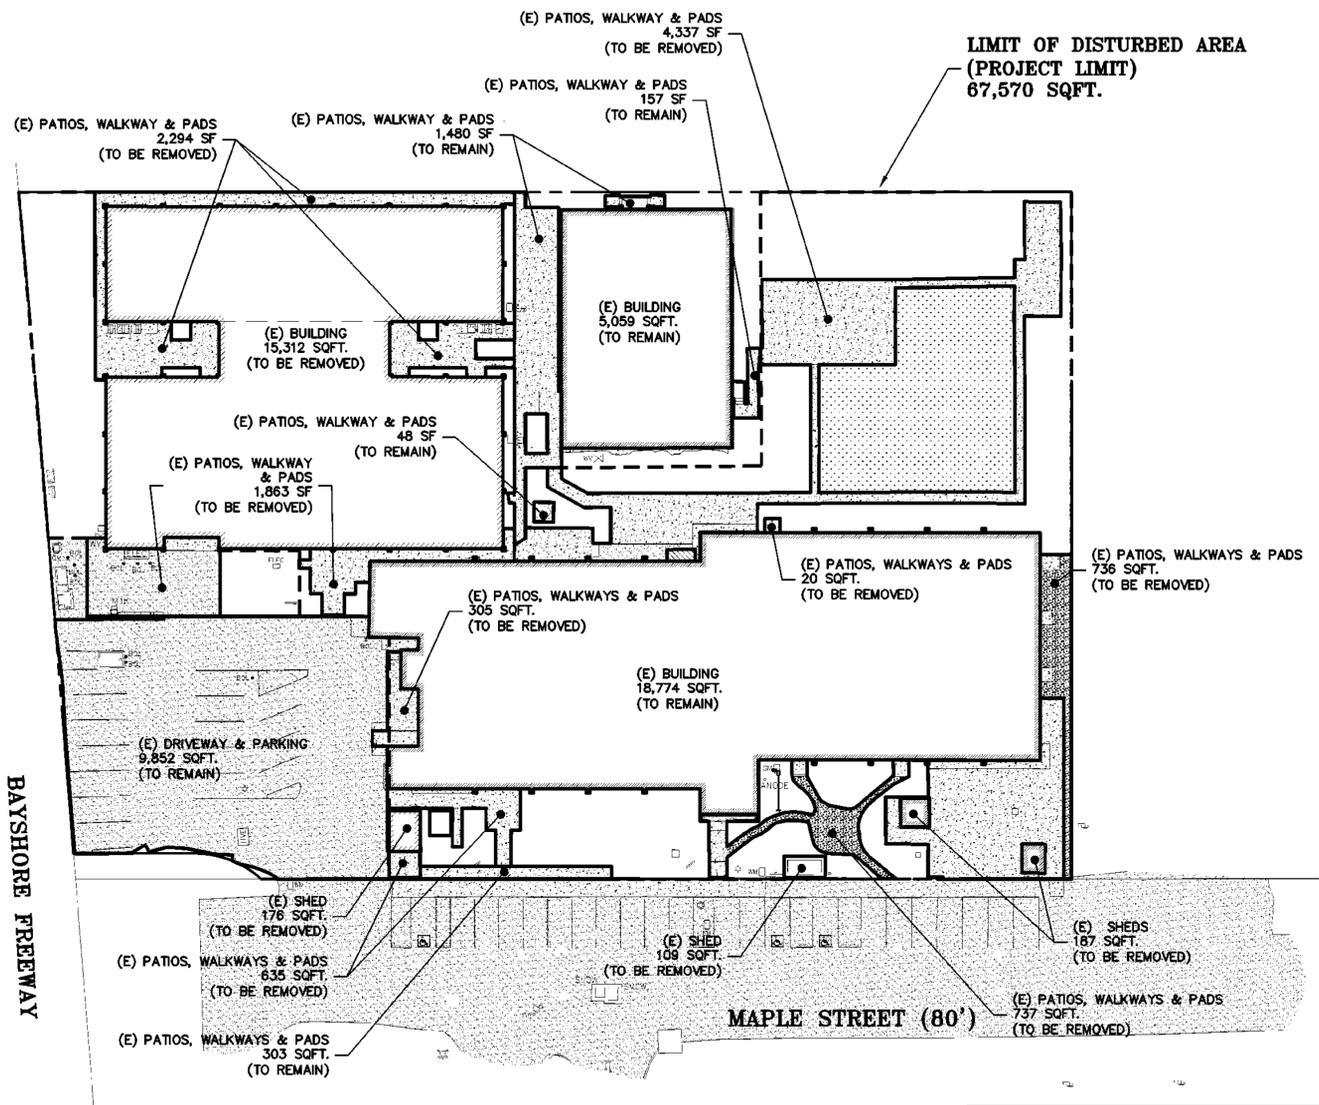 (E) PATIOS, WALKWAY & PADS
4,337 SF
(TO BE REMOVED)
LIMIT OF DISTURBED AREA
(PROJECT LIMIT)
67,570 SQFT.
(E) PATIOS, WALKWAY & PADS
157 SF
(TO REMAIN)
(E) PATIOS, WALKWAY & PADS
2,294 SF
(TO BE REMOVED)
(E) PATIOS, WALKWAY & PADS
1,480 SF
(TO REMAIN)
(E) BUILDING
5,059 SQFT.
(TO REMAIN)
(E) BUILDING
15,312 SQFT.
(TO BE REMOVED)
(E) PATIOS, WALKWAY & PADS
48 SF
(TO REMAIN)
(E) PATIOS, WALKWAY
& PADS
1,863 SF
(TO BE REMOVED)
(E) PATIOS, WALKWAYS & PADS
736 SQFT.
(TO BE REMOVED)
(E) PATIOS, WALKWAYS & PADS
20 SQFT.
(TO BE REMOVED)
(E) PATIOS, WALKWAYS & PADS
305 SQFT.
(TO BE REMOVED)
(E) BUILDING
18,774 SQFT.
(TO REMAIN)
(E) DRIVEWAY & PARKING
9,852 SQFT.
(TO REMAIN)
ANODE
BAYSHORE FREEWAY
(E) SHED
176 SQFT.
(TO BE REMOVED)
(E) PATIOS, WALKWAYS & PADS
635 SQFT.
(TO BE REMOVED)
(E) PATIOS, WALKWAYS & PADS
303 SQFT.
(TO REMAIN)
(E) SHED
109 SQFT.
(TO BE REMOVED)
(E) SHEDS
187 SQFT.
(TO BE REMOVED)
(E) PATIOS, WALKWAYS & PADS
737 SQFT.
(TO BE REMOVED)
MAPLE STREET (80')